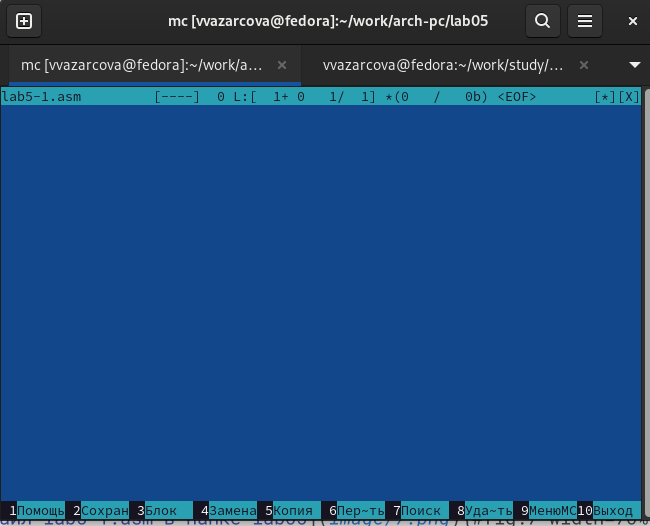 mc [vvazarcova@fedora]:~/work/arch-pc/lab05
mc [vvazarcova@fedora]:~/work/a... vvazarcova@fedora:~/work/study/...
lab5-1.asm [----] 0 L:[ 1+ 0 1/ 1] *(0 / 0b) <EOF> [*][X]
1Помощь 2Сохран 3Блок 4Замена 5Копия 6Пер~ть 7Поиск 8Уда~ть 9МенюMC 10Выход